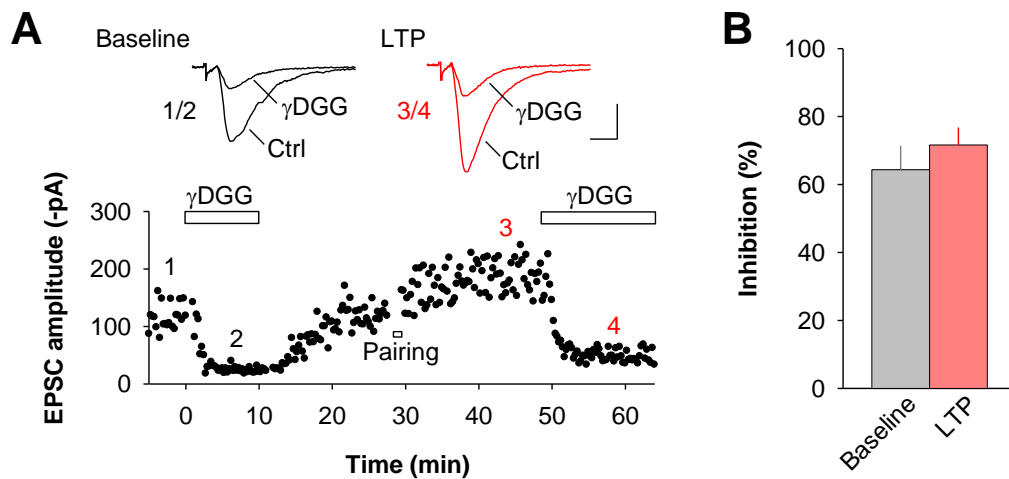 A
Baseline
LTP
1/2
γDGG
Ctrl
3/4
γDGG
Ctrl
γDGG
γDGG
EPSC amplitude (-pA)
300
200
100
0
1
2
3
4
Pairing
0 10 20 30 40 50 60
Time (min)
B
Inhibition (%)
100
80
60
40
20
0
Baseline
LTP